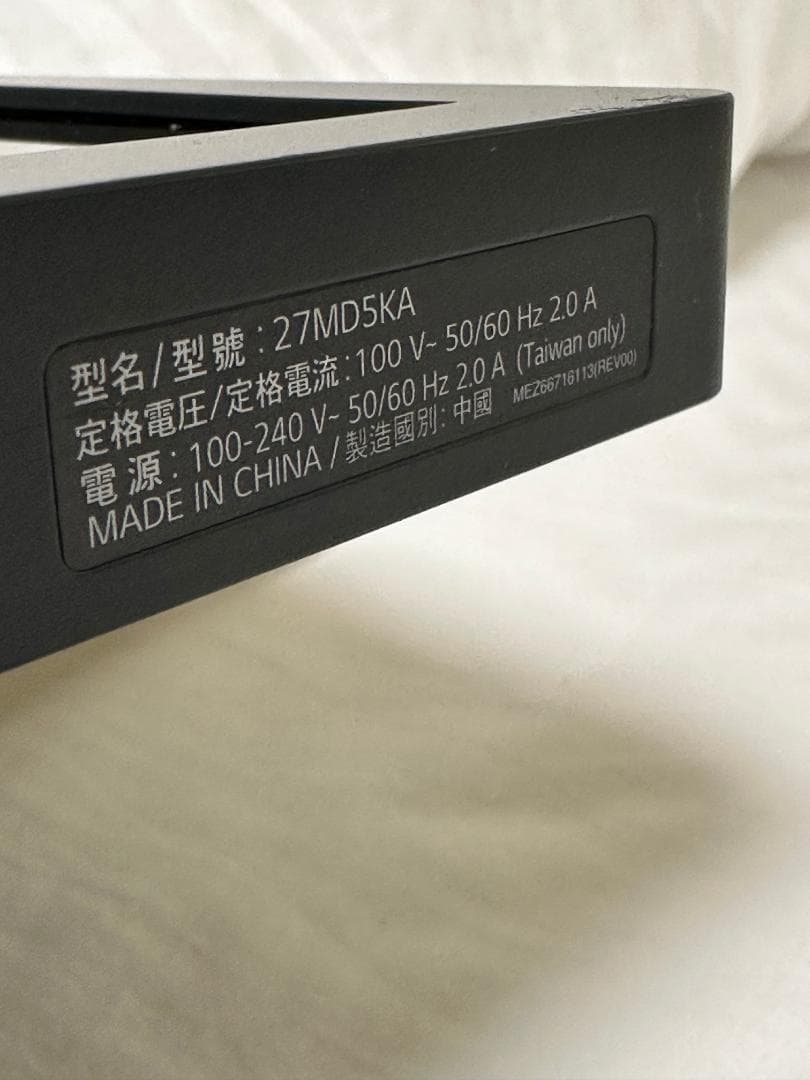 型名/型號 : 27MD5KA
定格電圧/定格電流 : 100 V~ 50/60 Hz 2.0 A
電 源 : 100-240 V~ 50/60 Hz 2.0 A (Taiwan only)
MADE IN CHINA / 製造國別 : 中國
MEZ66716113(REV00)